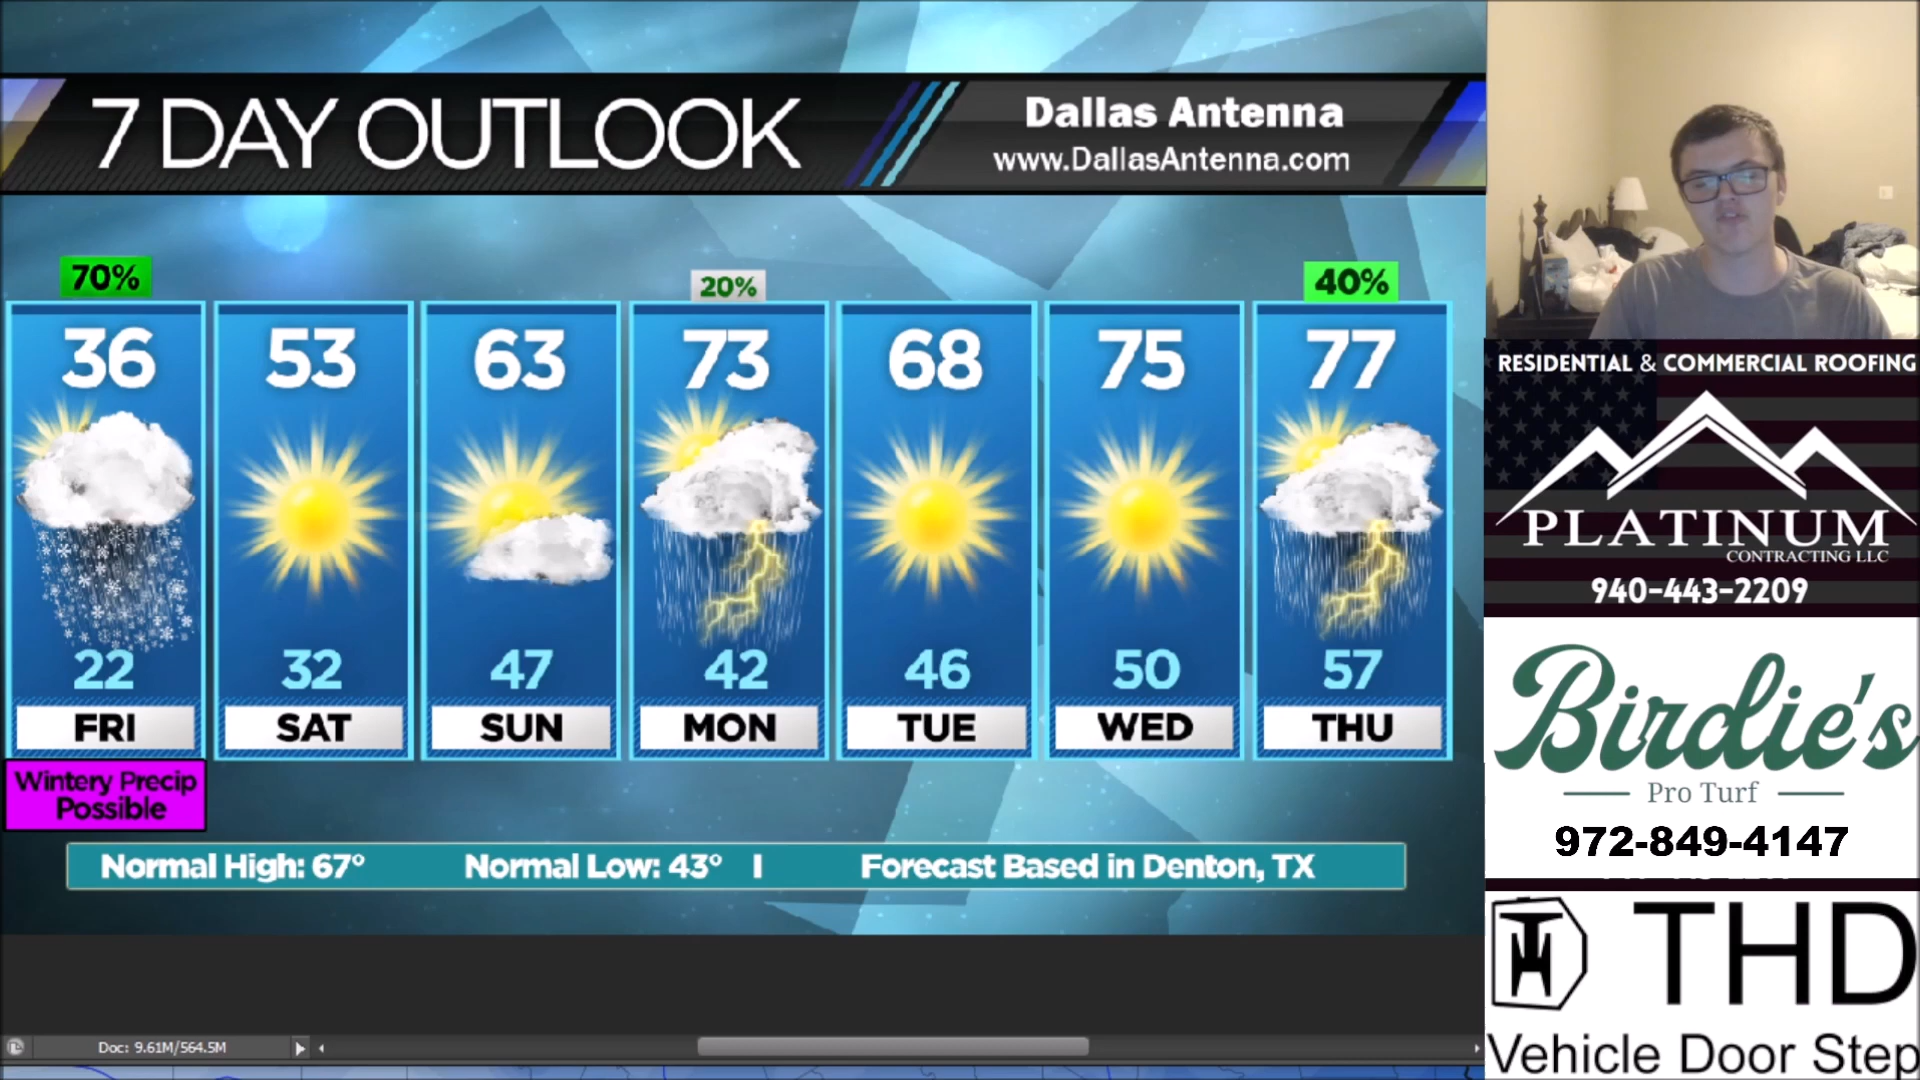 7 DAY OUTLOOK
Dallas Antenna
www.DallasAntenna.com
70%
20%
40%
36
53
63
73
68
75
77
22
32
47
42
46
50
57
FRI
SAT
SUN
MON
TUE
WED
THU
Wintery Precip
Possible
Normal High: 67° Normal Low: 43° | Forecast Based in Denton, TX
Doc: 9.61M/564.5M
RESIDENTIAL & COMMERCIAL ROOFING
PLATINUM
CONTRACTING LLC
940-443-2209
Birdie's
Pro Turf
972-849-4147
THD
Vehicle Door Step